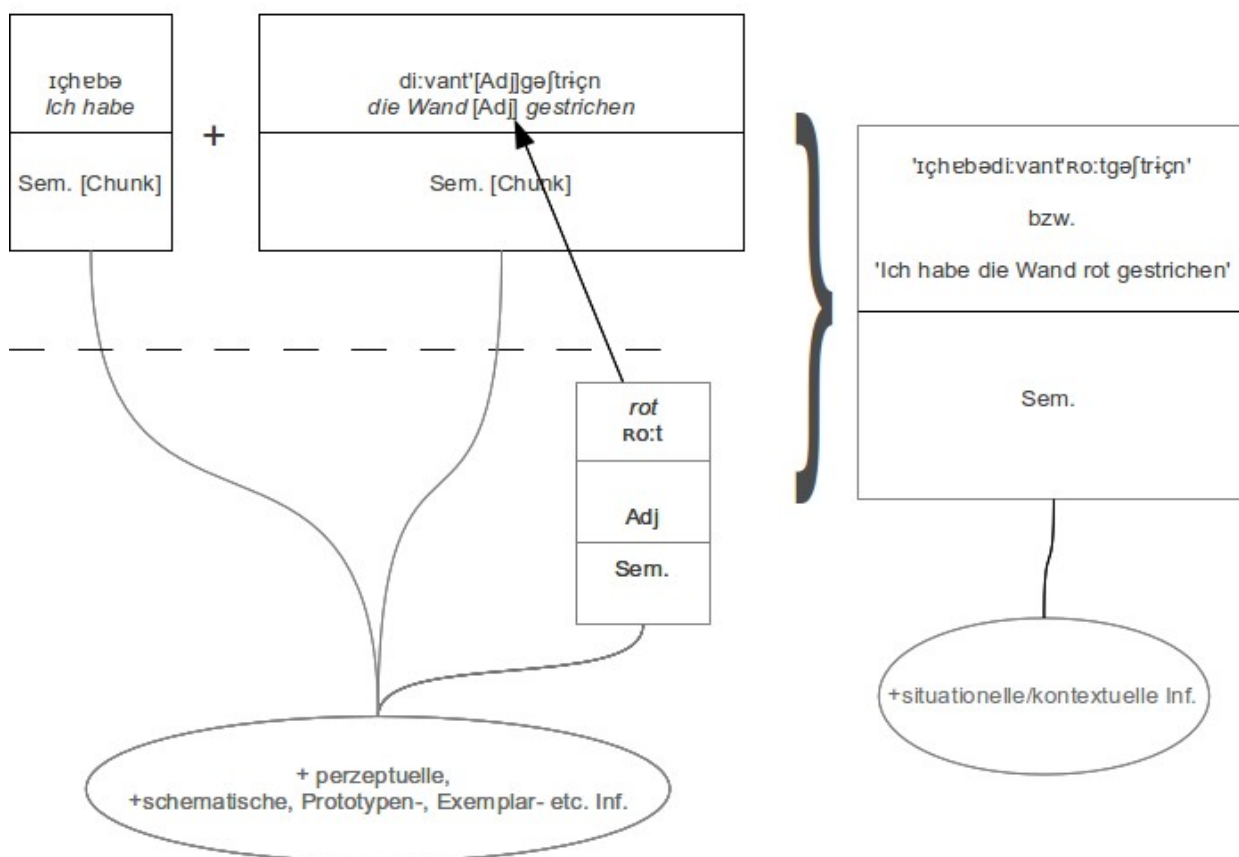 ɪçhɐbə
Ich habe
+
di:vant'[Adj]gəʃtrɨçn
die Wand [Adj] gestrichen
Sem. [Chunk]
Sem. [Chunk]
rot
ʀo:t
Adj
Sem.
+ perzeptuelle,
+schematische, Prototypen-, Exemplar- etc. Inf.
}
'ɪçhɐbədi:vant'ʀo:tgəʃtrɨçn'
bzw.
'Ich habe die Wand rot gestrichen'
Sem.
+situationelle/kontextuelle Inf.